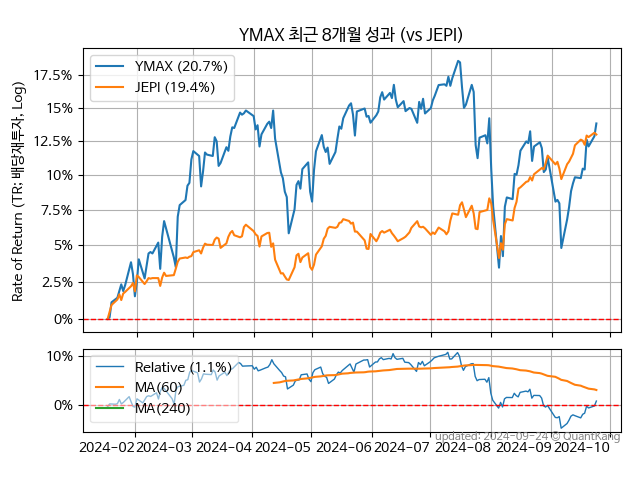 YMAX 최근 8개월 성과 (vs JEPI)
Rate of Return (TR: 배당재투자, Log)
17.5%
15%
12.5%
10%
7.5%
5%
2.5%
0%
YMAX (20.7%)
JEPI (19.4%)
10%
0%
Relative (1.1%)
MA(60)
MA(240)
2024-02 2024-03 2024-04 2024-05 2024-06 2024-07 2024-08 2024-09 2024-10
updated: 2024-09-24 © QuantKang